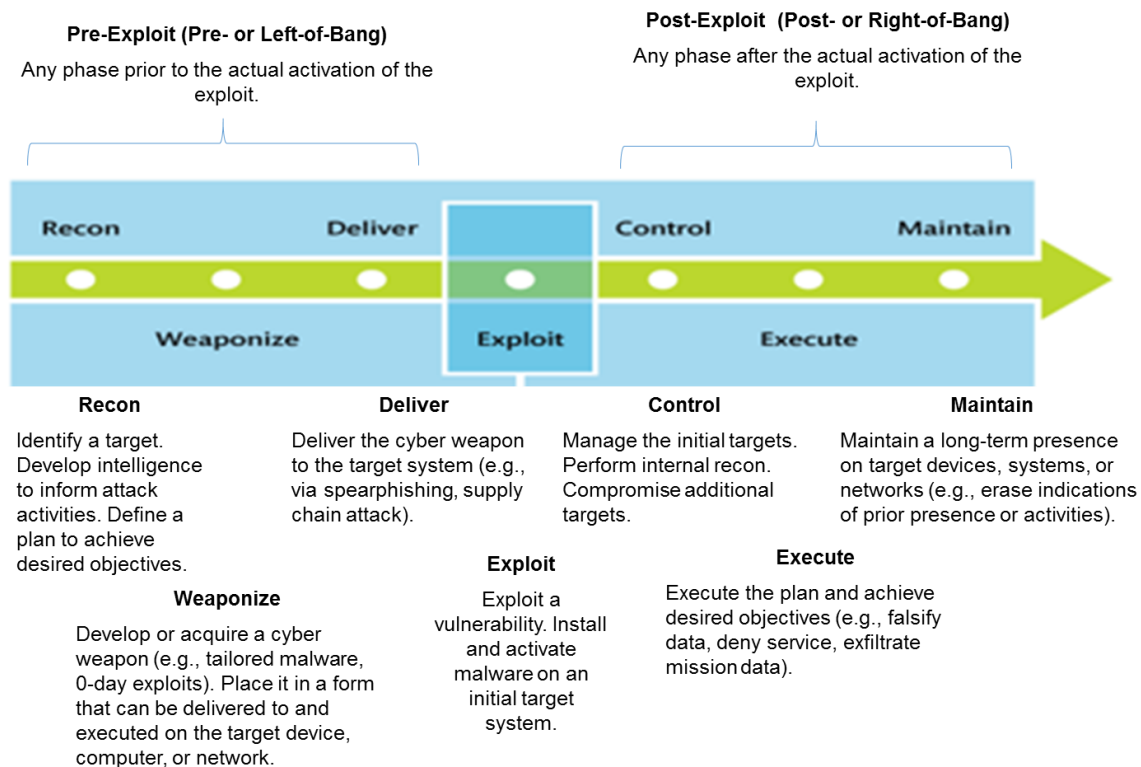 Pre-Exploit (Pre- or Left-of-Bang)
Any phase prior to the actual activation of the
exploit.
Post-Exploit (Post- or Right-of-Bang)
Any phase after the actual activation of the
exploit.
Recon
Deliver
Control
Maintain
Weaponize
Exploit
Execute
Recon
Identify a target.
Develop intelligence
to inform attack
activities. Define a
plan to achieve
desired objectives.
Deliver
Deliver the cyber weapon
to the target system (e.g.,
via spearphishing, supply
chain attack).
Control
Manage the initial targets.
Perform internal recon.
Compromise additional
targets.
Maintain
Maintain a long-term presence
on target devices, systems, or
networks (e.g., erase indications
of prior presence or activities).
Weaponize
Develop or acquire a cyber
weapon (e.g., tailored malware,
0-day exploits). Place it in a form
that can be delivered to and
executed on the target device,
computer, or network.
Exploit
Exploit a
vulnerability. Install
and activate
malware on an
initial target
system.
Execute
Execute the plan and achieve
desired objectives (e.g., falsify
data, deny service, exfiltrate
mission data).